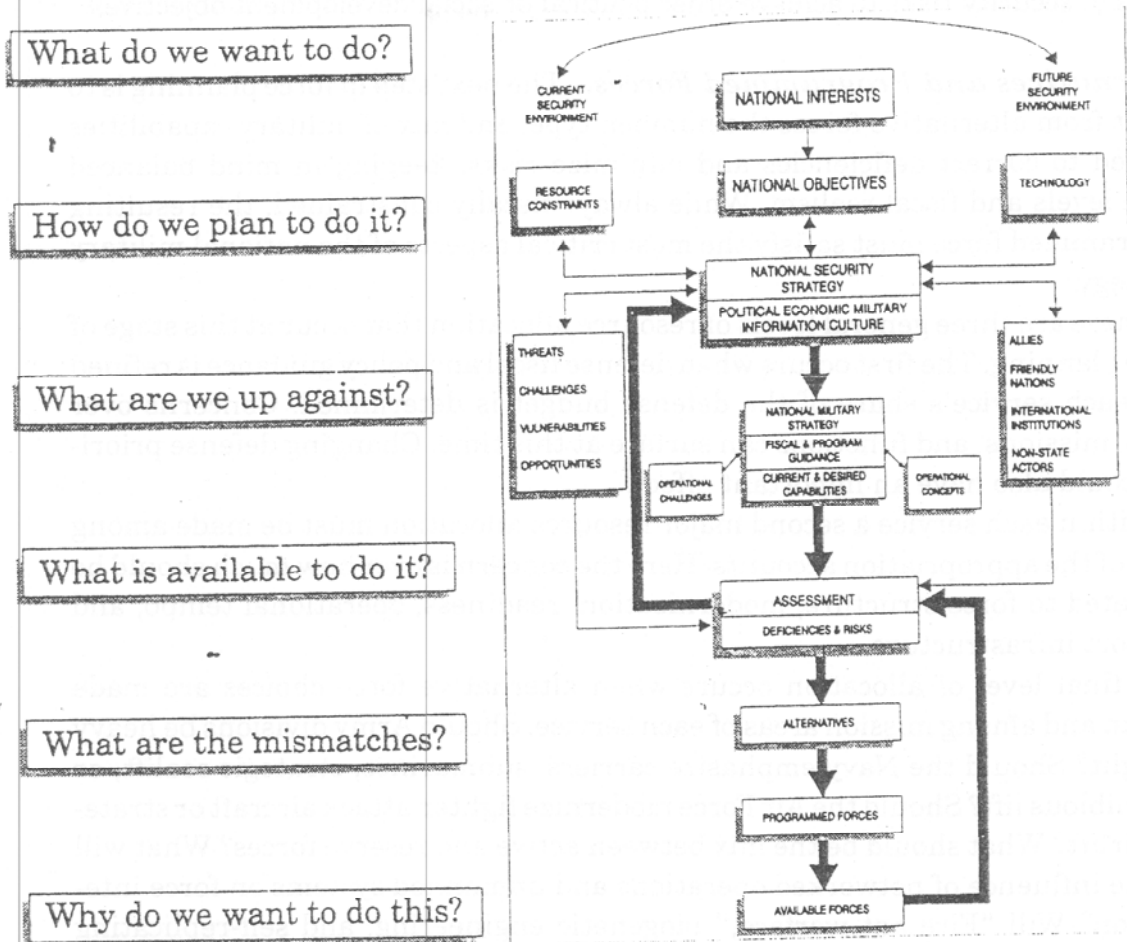 What do we want to do?
How do we plan to do it?
What are we up against?
What is available to do it?
What are the mismatches?
Why do we want to do this?
CURRENT
SECURITY
ENVIRONMENT
NATIONAL INTERESTS
FUTURE
SECURITY
ENVIRONMENT
RESOURCE
CONSTRAINTS
NATIONAL OBJECTIVES
TECHNOLOGY
NATIONAL SECURITY
STRATEGY
POLITICAL ECONOMIC MILITARY
INFORMATION CULTURE
THREATS
CHALLENGES
VULNERABILITIES
OPPORTUNITIES
ALLIES
FRIENDLY
NATIONS
INTERNATIONAL
INSTITUTIONS
NON-STATE
ACTORS
NATIONAL MILITARY
STRATEGY
FISCAL & PROGRAM
GUIDANCE
CURRENT & DESIRED
CAPABILITIES
OPERATIONAL
CHALLENGES
OPERATIONAL
CONCEPTS
ASSESSMENT
DEFICIENCIES & RISKS
ALTERNATIVES
PROGRAMMED FORCES
AVAILABLE FORCES